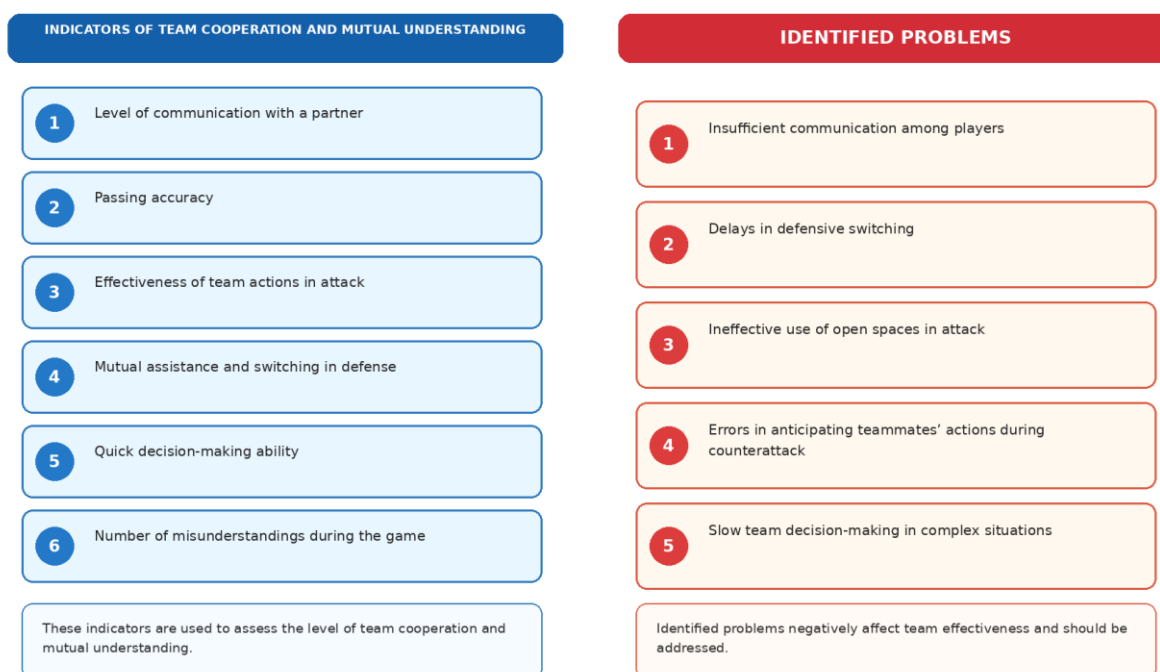 INDICATORS OF TEAM COOPERATION AND MUTUAL UNDERSTANDING
1
Level of communication with a partner
2
Passing accuracy
3
Effectiveness of team actions in attack
4
Mutual assistance and switching in defense
5
Quick decision-making ability
6
Number of misunderstandings during the game
These indicators are used to assess the level of team cooperation and
mutual understanding.
IDENTIFIED PROBLEMS
1
Insufficient communication among players
2
Delays in defensive switching
3
Ineffective use of open spaces in attack
4
Errors in anticipating teammates’ actions during
counterattack
5
Slow team decision-making in complex situations
Identified problems negatively affect team effectiveness and should be
addressed.